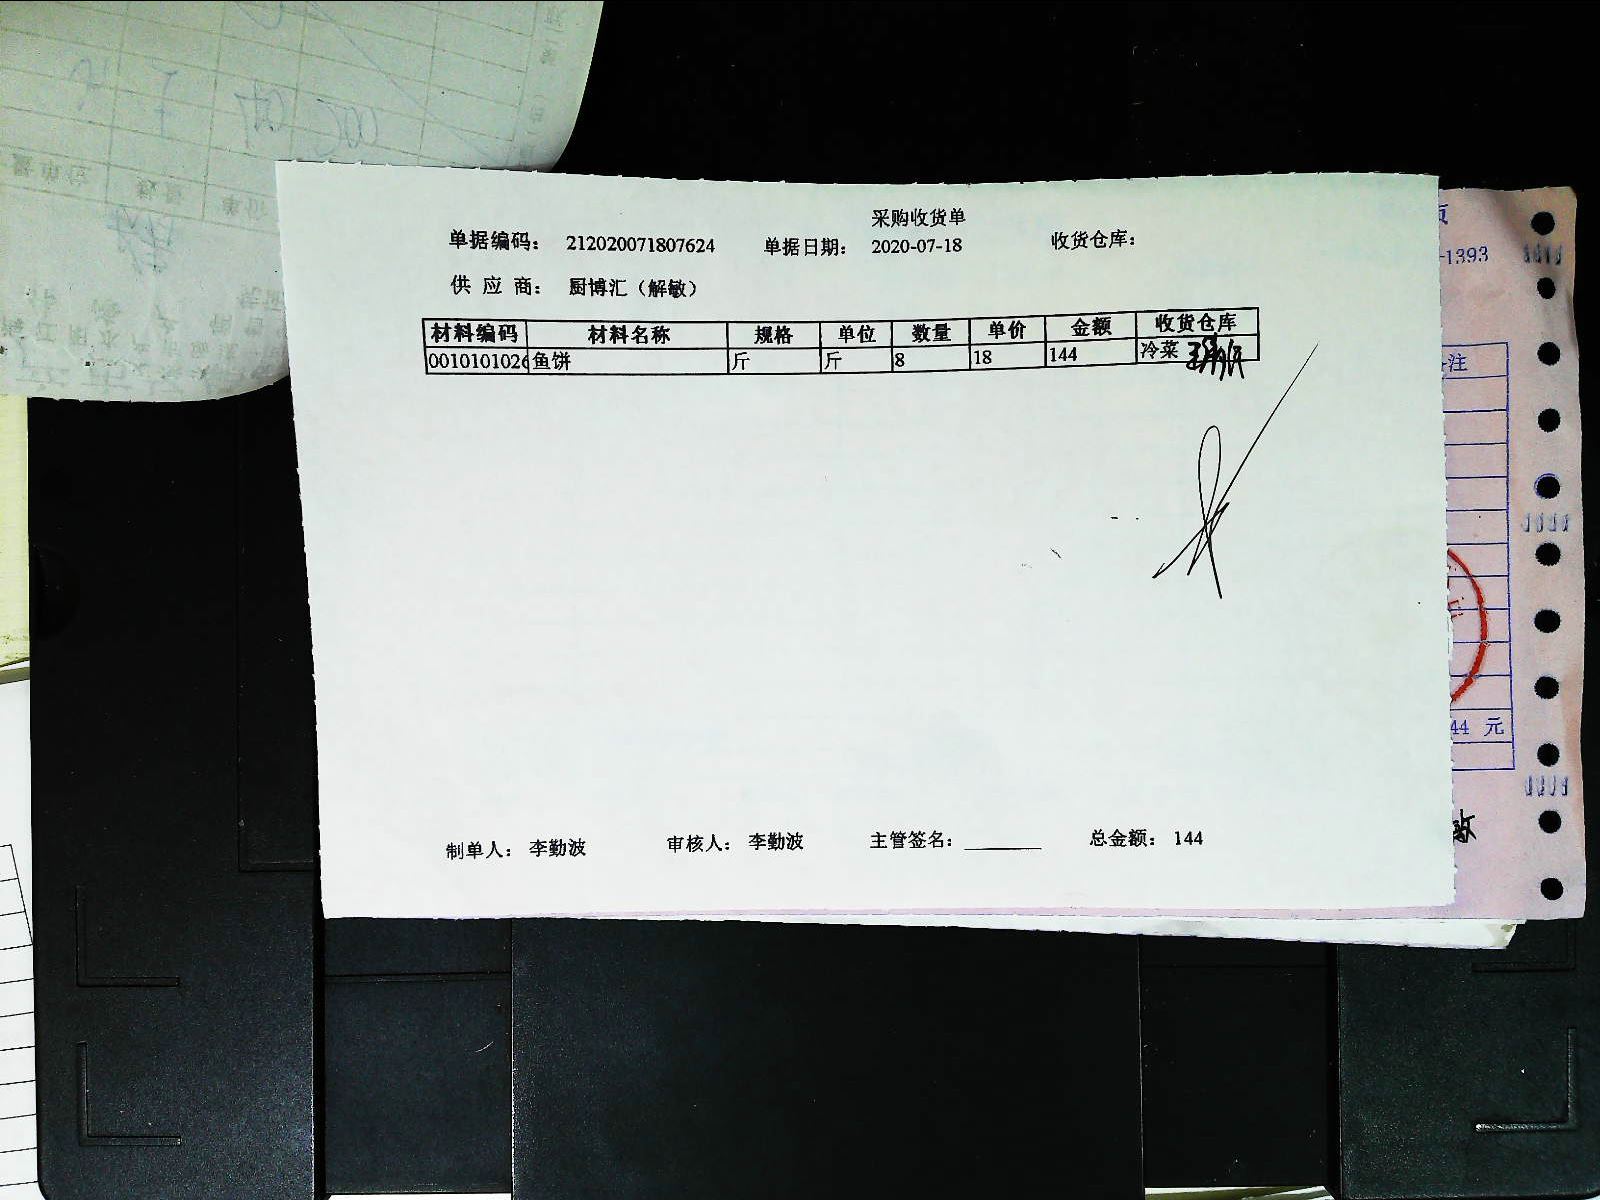 采购收货单
单据编码： 212020071807624 单据日期： 2020-07-18 收货仓库：
供 应 商： 厨博汇（解敏）
材料编码 材料名称 规格 单位 数量 单价 金额 收货仓库
0010101026 鱼饼 斤 斤 8 18 144 冷菜
制单人： 李勤波 审核人： 李勤波 主管签名： 总金额： 144
页
-1393
注
44 元
敏